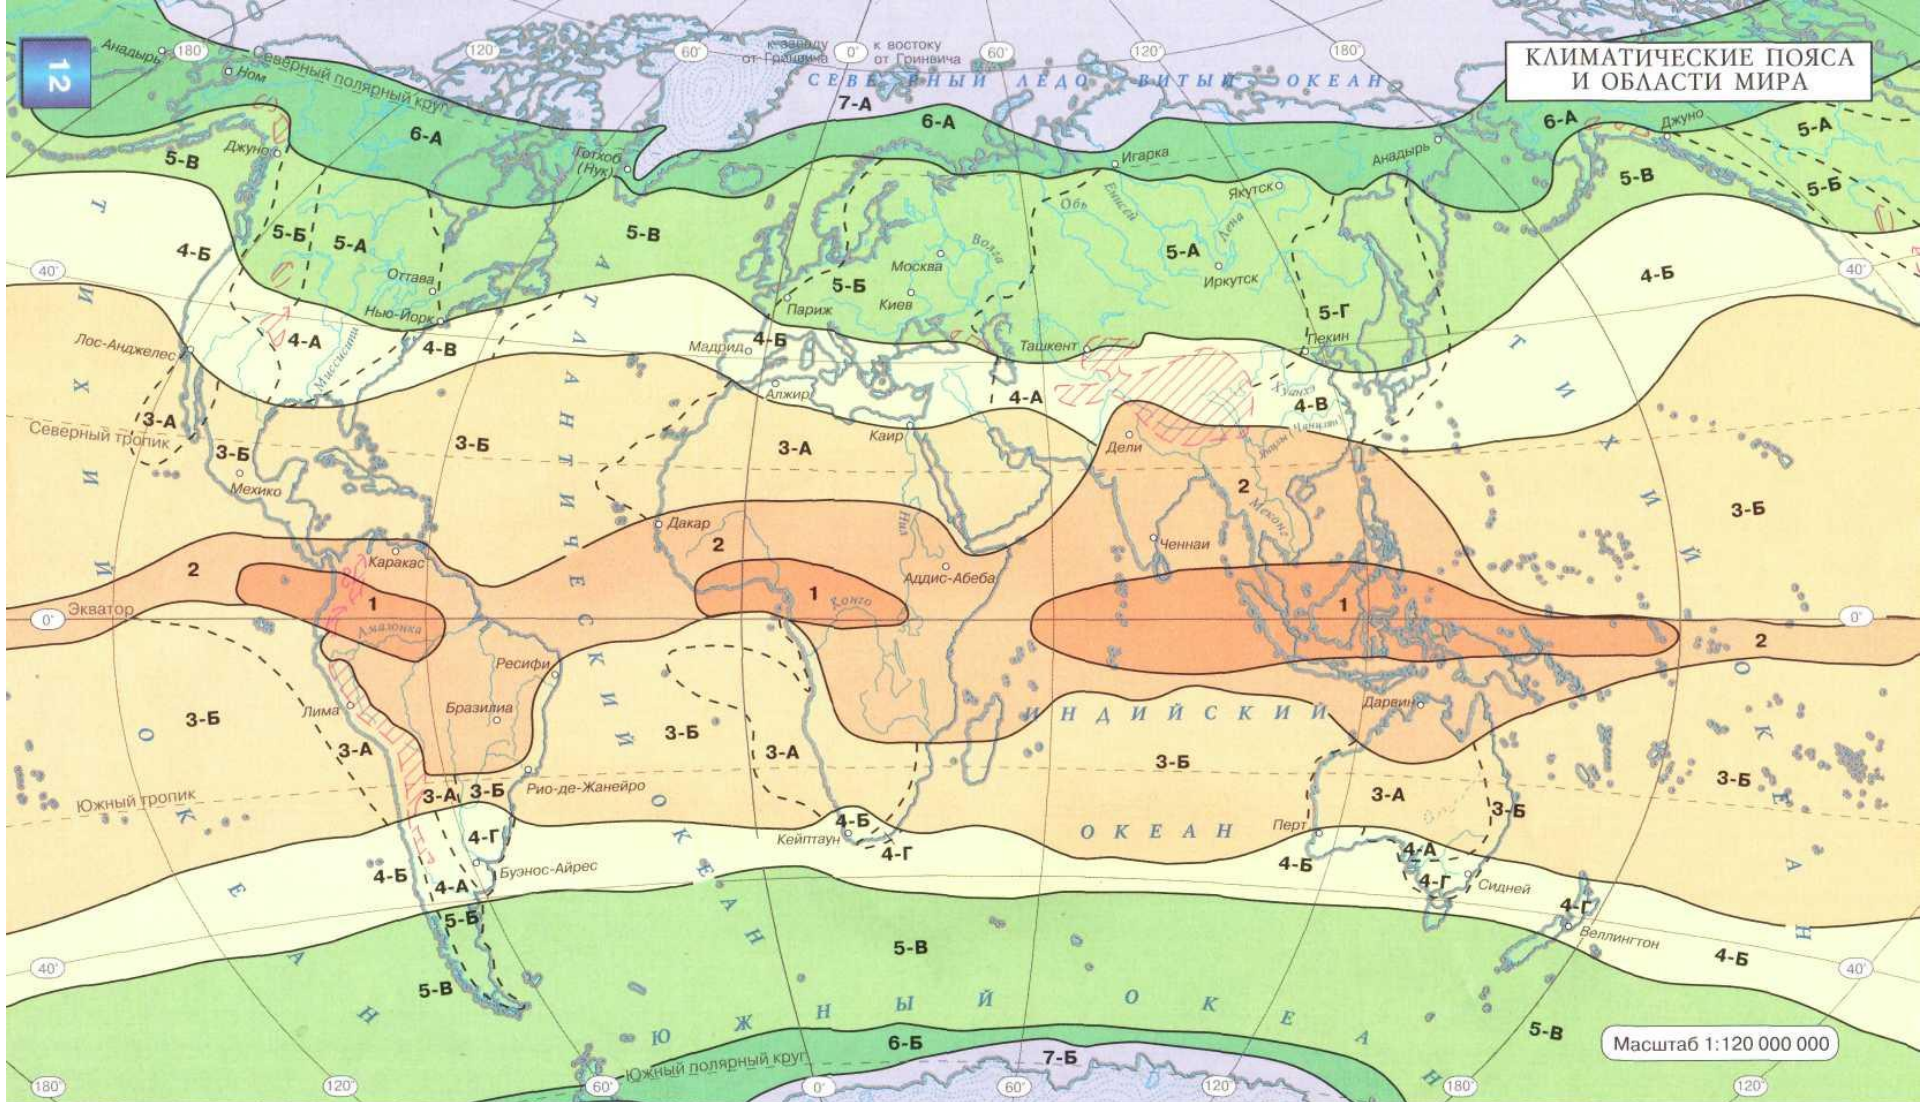 КЛИМАТИЧЕСКИЕ ПОЯСА
И ОБЛАСТИ МИРА
12
180°
120°
60°
к западу
от Гринвича
0°
к востоку
от Гринвича
60°
120°
180°
СЕВЕРНЫЙ ЛЕДОВИТЫЙ ОКЕАН
Анадырь
Ном
Северный полярный круг
7-А
6-А
6-А
6-А
Джуно
5-А
5-В
Джуно
Готхоб
(Нук)
Игарка
Анадырь
Якутск
5-В
5-Б
Обь
Енисей
Лена
5-Б
5-А
5-В
Волга
5-А
4-Б
Москва
Иркутск
40°
Оттава
5-Б
Киев
4-Б
40°
Нью-Йорк
Париж
5-Г
Лос-Анджелес
4-А
Миссисипи
4-В
Мадрид
4-Б
Ташкент
Пекин
Алжир
4-А
Хуанхэ
4-В
Янцзы (Чанцзян)
3-А
Северный тропик
3-Б
3-Б
Каир
3-А
Дели
Мехико
2
Меконг
3-Б
Дакар
Нил
Каракас
2
Ченнаи
2
Аддис-Абеба
Экватор
0°
1
Амазонка
1
Конго
1
0°
2
Ресифи
Лима
Бразилиа
3-Б
3-А
3-Б
3-А
ИНДИЙСКИЙ
Дарвин
3-Б
3-Б
Южный тропик
3-А
3-Б
Рио-де-Жанейро
3-А
3-Б
4-Г
Кейптаун
4-Б
4-Г
ОКЕАН
Перт
4-Б
4-Б
4-А
Буэнос-Айрес
4-А
4-Г
Сидней
4-Г
Веллингтон
5-Б
5-В
4-Б
40°
5-В
40°
ЮЖНЫЙ ОКЕАН
5-В
6-Б
7-Б
Южный полярный круг
Масштаб 1:120 000 000
180°
120°
60°
0°
60°
120°
180°
120°
ТИХИЙ ОКЕАН
АТЛАНТИЧЕСКИЙ ОКЕАН
ТИХИЙ ОКЕАН